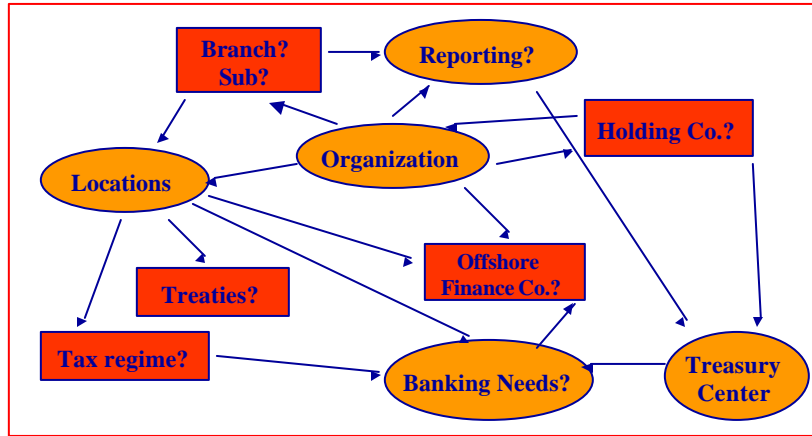 Branch?
Sub?
Reporting?
Holding Co.?
Organization
Locations
Offshore
Finance Co.?
Treaties?
Tax regime?
Banking Needs?
Treasury
Center